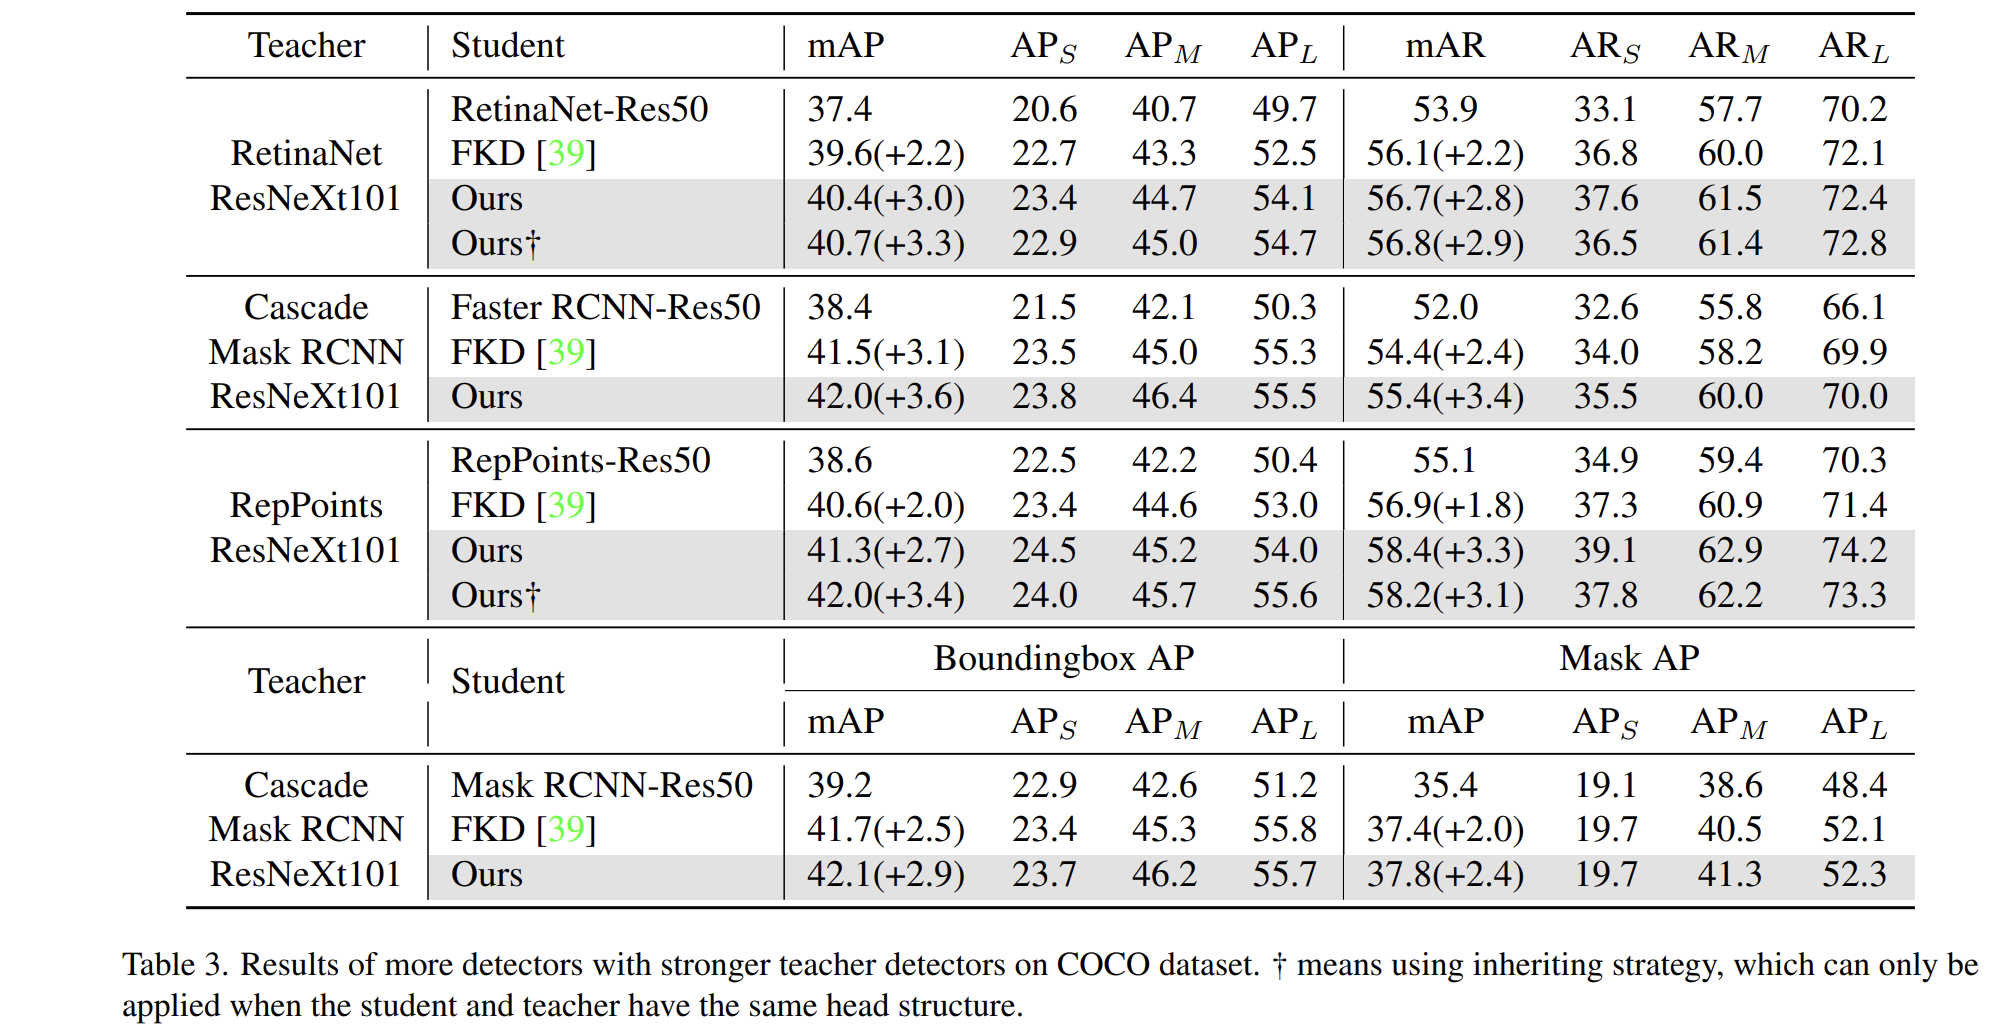 Teacher Student mAP AP_S AP_M AP_L mAR AR_S AR_M AR_L
RetinaNet-Res50 37.4 20.6 40.7 49.7 53.9 33.1 57.7 70.2
RetinaNet FKD [39] 39.6(+2.2) 22.7 43.3 52.5 56.1(+2.2) 36.8 60.0 72.1
ResNeXt101 Ours 40.4(+3.0) 23.4 44.7 54.1 56.7(+2.8) 37.6 61.5 72.4
Ours† 40.7(+3.3) 22.9 45.0 54.7 56.8(+2.9) 36.5 61.4 72.8
Cascade Faster RCNN-Res50 38.4 21.5 42.1 50.3 52.0 32.6 55.8 66.1
Mask RCNN FKD [39] 41.5(+3.1) 23.5 45.0 55.3 54.4(+2.4) 34.0 58.2 69.9
ResNeXt101 Ours 42.0(+3.6) 23.8 46.4 55.5 55.4(+3.4) 35.5 60.0 70.0
RepPoints-Res50 38.6 22.5 42.2 50.4 55.1 34.9 59.4 70.3
RepPoints FKD [39] 40.6(+2.0) 23.4 44.6 53.0 56.9(+1.8) 37.3 60.9 71.4
ResNeXt101 Ours 41.3(+2.7) 24.5 45.2 54.0 58.4(+3.3) 39.1 62.9 74.2
Ours† 42.0(+3.4) 24.0 45.7 55.6 58.2(+3.1) 37.8 62.2 73.3
Teacher Student Boundingbox AP Mask AP
mAP AP_S AP_M AP_L mAP AP_S AP_M AP_L
Cascade Mask RCNN-Res50 39.2 22.9 42.6 51.2 35.4 19.1 38.6 48.4
Mask RCNN FKD [39] 41.7(+2.5) 23.4 45.3 55.8 37.4(+2.0) 19.7 40.5 52.1
ResNeXt101 Ours 42.1(+2.9) 23.7 46.2 55.7 37.8(+2.4) 19.7 41.3 52.3
Table 3. Results of more detectors with stronger teacher detectors on COCO dataset. † means using inheriting strategy, which can only be
applied when the student and teacher have the same head structure.